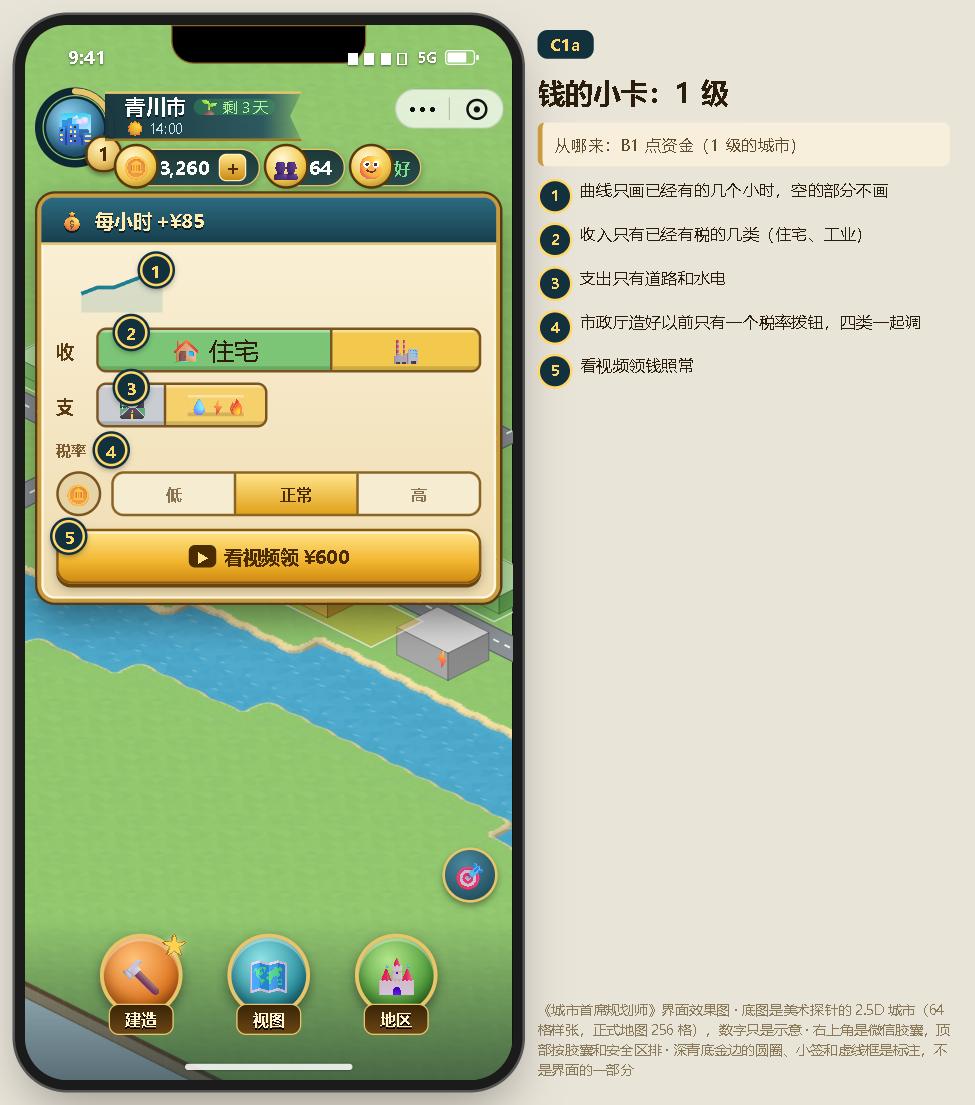 9:41
5G
青川市
剩 3 天
14:00
1
3,260
+
64
好
每小时 +¥85
1
2
收
住宅
3
支
税率
4
低
正常
高
5
看视频领 ¥600
建造
视图
地区
C1a
钱的小卡：1 级
从哪来：B1 点资金（1 级的城市）
1 曲线只画已经有的几个小时，空的部分不画
2 收入只有已经有税的几类（住宅、工业）
3 支出只有道路和水电
4 市政厅造好以前只有一个税率拨钮，四类一起调
5 看视频领钱照常
《城市首席规划师》界面效果图 · 底图是美术探针的 2.5D 城市（64
格样张，正式地图 256 格），数字只是示意 · 右上角是微信胶囊，顶
部按胶囊和安全区排 · 深青底金边的圆圈、小签和虚线框是标注，不
是界面的一部分